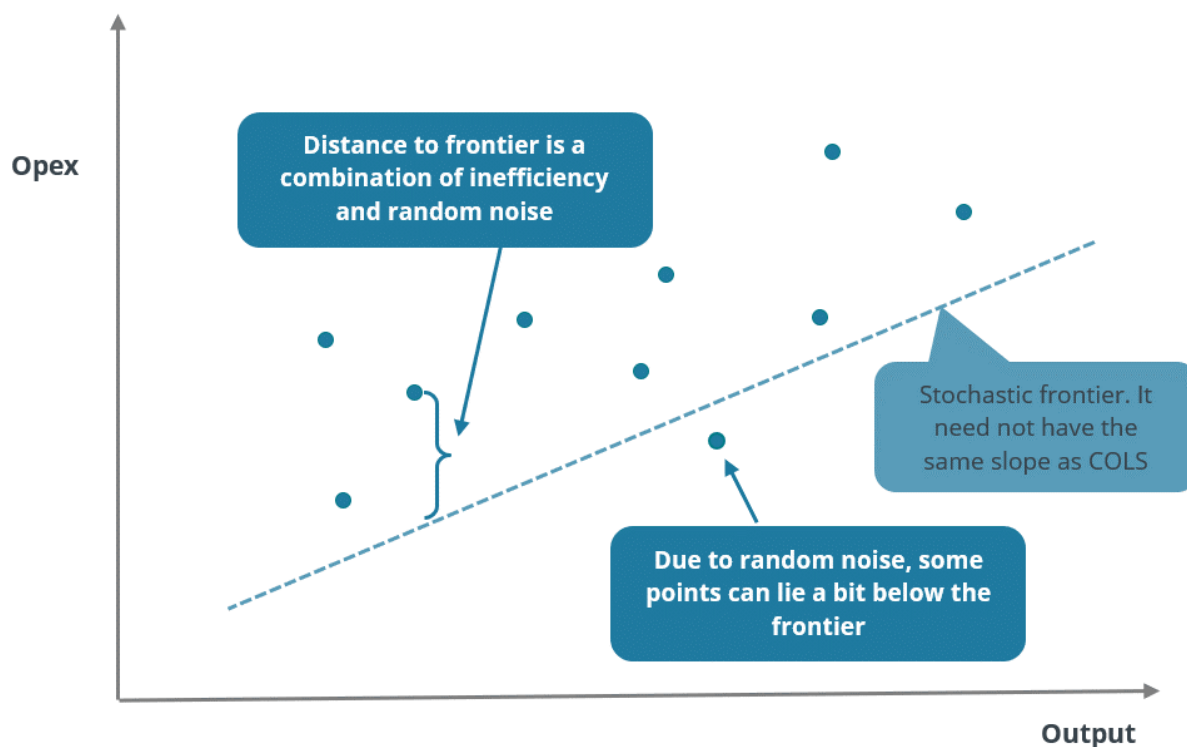 Opex
Distance to frontier is a
combination of inefficiency
and random noise
Stochastic frontier. It
need not have the
same slope as COLS
Due to random noise, some
points can lie a bit below the
frontier
Output